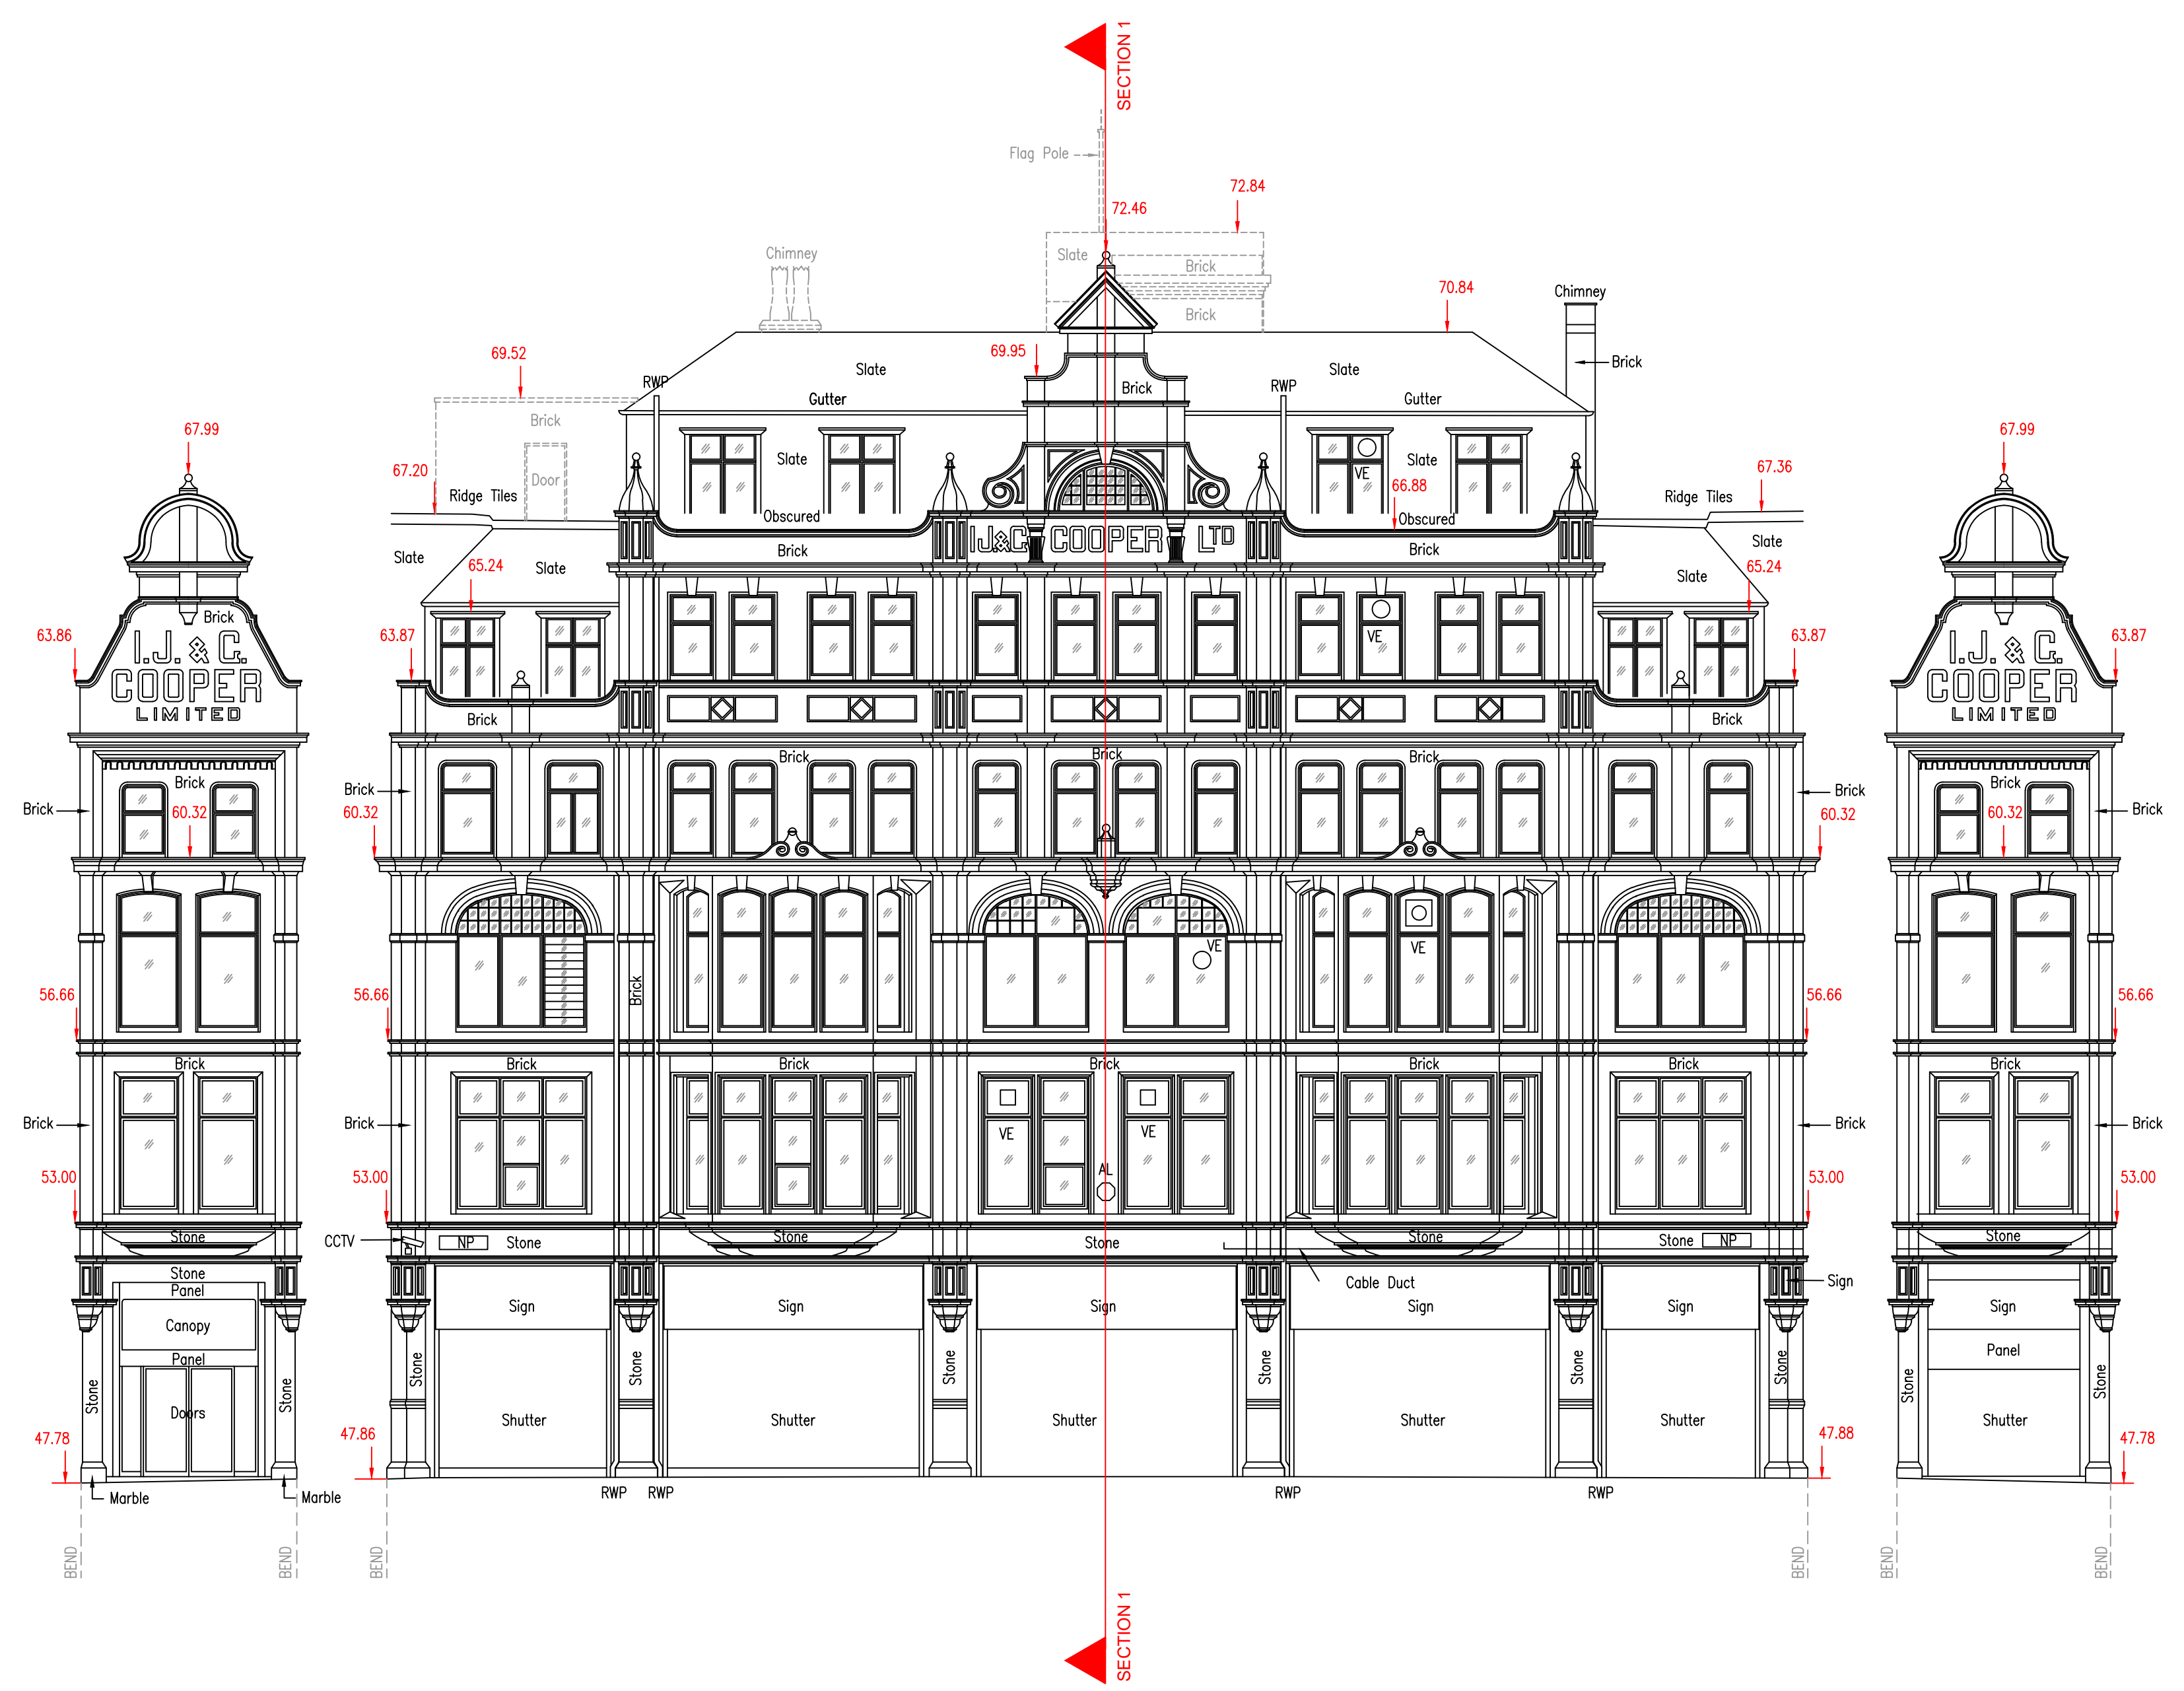 SECTION 1
Flag Pole
72.84
72.46
Chimney
Slate
Brick
Brick
70.84
Chimney
69.52
69.95
RWP
Slate
Brick
RWP
Slate
Brick
Gutter
Gutter
67.99
Brick
67.99
67.20
Door
Slate
VE
Slate
67.36
Ridge Tiles
66.88
Ridge Tiles
Obscured
Obscured
I.J.&G. COOPER LTD
Slate
Slate
65.24
Brick
Brick
Slate
65.24
Slate
Brick
I.J. & G.
COOPER
LIMITED
63.86
63.87
VE
63.87
I.J. & G.
COOPER
LIMITED
63.87
Brick
Brick
Brick
Brick
60.32
Brick
60.32
Brick
Brick
Brick
Brick
60.32
Brick
60.32
Brick
VE
VE
Brick
56.66
56.66
56.66
56.66
Brick
Brick
Brick
Brick
Brick
Brick
Brick
Brick
Brick
VE
VE
Brick
Brick
AL
53.00
53.00
53.00
53.00
Stone
CCTV
NP
Stone
Stone
Stone
Stone
Stone
NP
Stone
Stone
Panel
Canopy
Panel
Doors
Stone
Stone
Sign
Sign
Sign
Cable Duct
Sign
Sign
Sign
Sign
Panel
Stone
Stone
Stone
Stone
Stone
Stone
Stone
Stone
Shutter
Shutter
Shutter
Shutter
Shutter
Shutter
47.78
47.86
47.88
47.78
Marble
Marble
RWP
RWP
RWP
RWP
BEND
BEND
BEND
BEND
BEND
BEND
SECTION 1